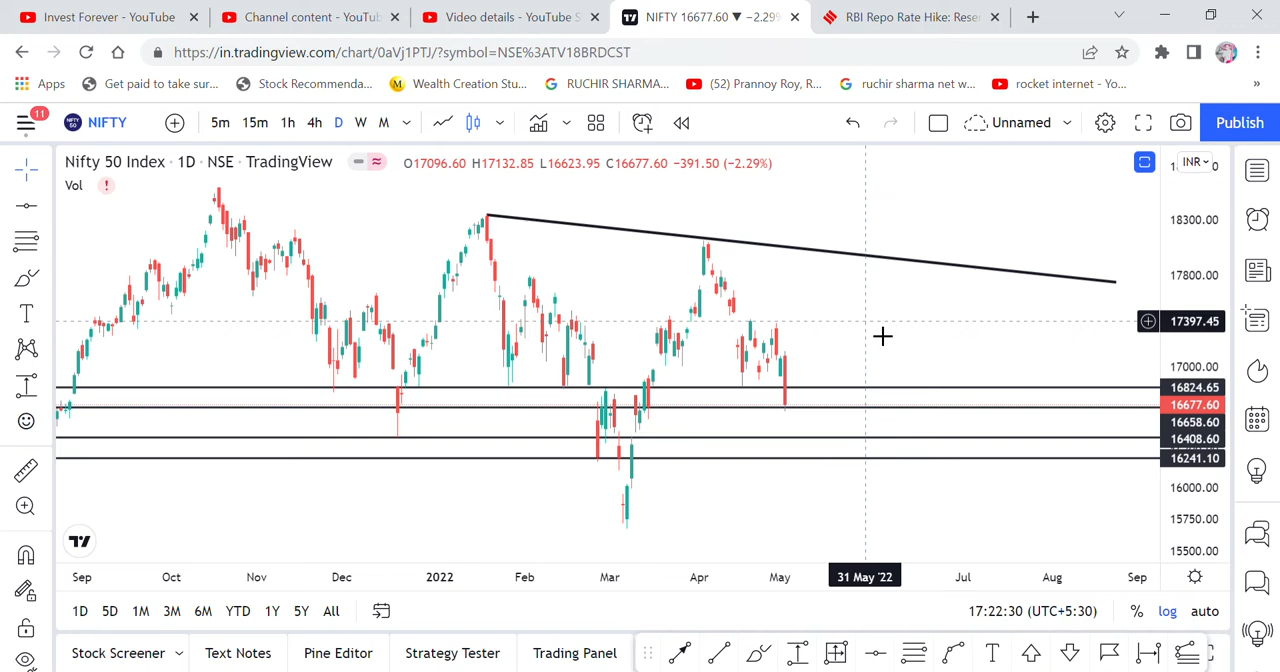 Invest Forever - YouTube
Channel content - YouTu
Video details - YouTube S
NIFTY 16677.60 ▼ −2.29%
RBI Repo Rate Hike: Rese
https://in.tradingview.com/chart/0aVj1PTJ/?symbol=NSE%3ATV18BRDCST
Apps
Get paid to take sur...
Stock Recommenda...
M Wealth Creation Stu...
RUCHIR SHARMA...
(52) Prannoy Roy, R...
ruchir sharma net w...
rocket internet - Yo...
»
11
NIFTY
5m 15m 1h 4h D W M
Unnamed
Publish
Nifty 50 Index · 1D · NSE · TradingView
O17096.60 H17132.85 L16623.95 C16677.60 −391.50 (−2.29%)
INR
Vol !
18300.00
17800.00
17397.45
17000.00
16824.65
16677.60
16658.60
16408.60
16241.10
16000.00
15750.00
15500.00
Sep Oct Nov Dec 2022 Feb Mar Apr May 31 May '22 Jul Aug Sep
1D 5D 1M 3M 6M YTD 1Y 5Y All
17:22:30 (UTC+5:30)
% log auto
Stock Screener
Text Notes
Pine Editor
Strategy Tester
Trading Panel